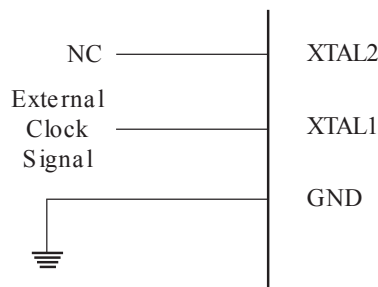 NC
XTAL2
External
Clock
Signal
XTAL1
GND